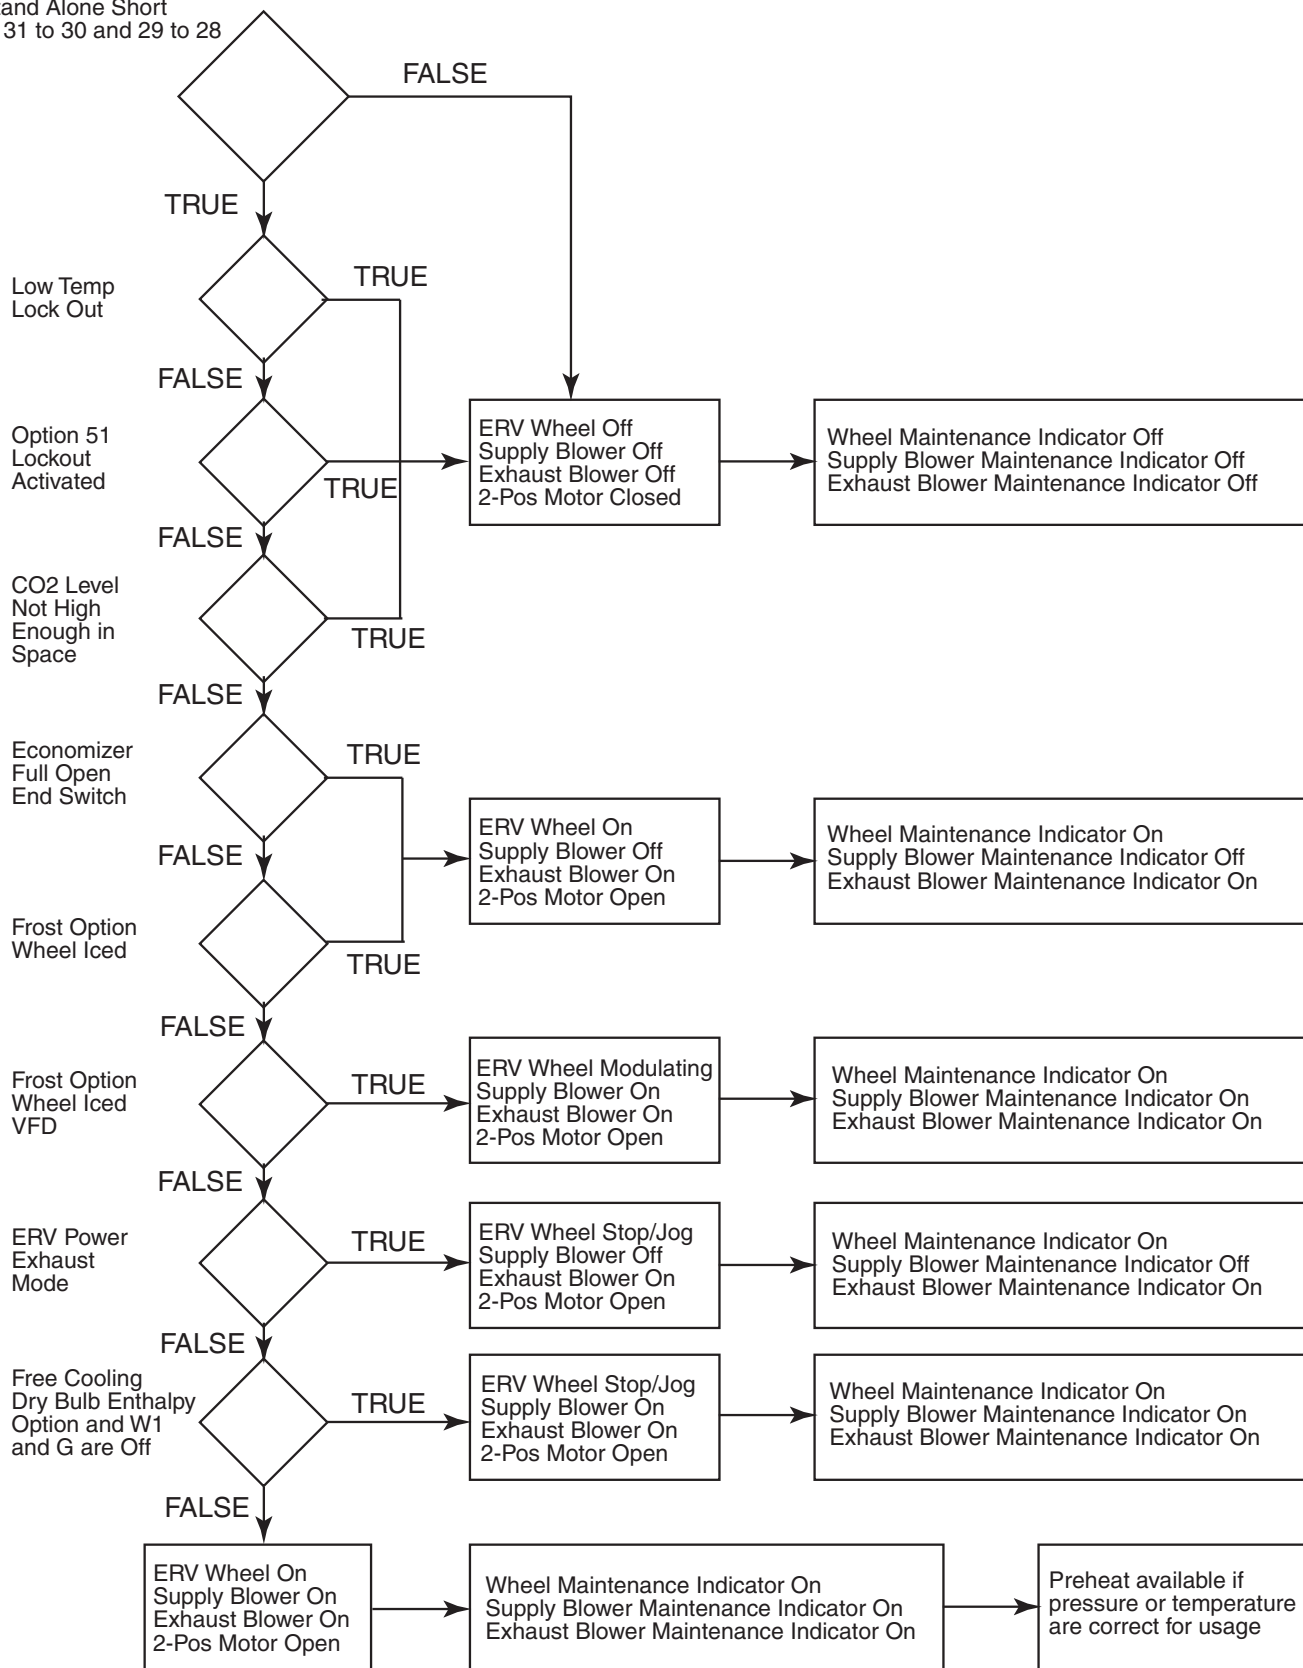 and Alone Short
31 to 30 and 29 to 28
FALSE
TRUE
Low Temp
Lock Out
TRUE
FALSE
Option 51
Lockout
Activated
TRUE
ERV Wheel Off
Supply Blower Off
Exhaust Blower Off
2-Pos Motor Closed
Wheel Maintenance Indicator Off
Supply Blower Maintenance Indicator Off
Exhaust Blower Maintenance Indicator Off
FALSE
CO2 Level
Not High
Enough in
Space
TRUE
FALSE
Economizer
Full Open
End Switch
TRUE
ERV Wheel On
Supply Blower Off
Exhaust Blower On
2-Pos Motor Open
Wheel Maintenance Indicator On
Supply Blower Maintenance Indicator Off
Exhaust Blower Maintenance Indicator On
FALSE
Frost Option
Wheel Iced
TRUE
FALSE
Frost Option
Wheel Iced
VFD
TRUE
ERV Wheel Modulating
Supply Blower On
Exhaust Blower On
2-Pos Motor Open
Wheel Maintenance Indicator On
Supply Blower Maintenance Indicator On
Exhaust Blower Maintenance Indicator On
FALSE
ERV Power
Exhaust
Mode
TRUE
ERV Wheel Stop/Jog
Supply Blower Off
Exhaust Blower On
2-Pos Motor Open
Wheel Maintenance Indicator On
Supply Blower Maintenance Indicator Off
Exhaust Blower Maintenance Indicator On
FALSE
Free Cooling
Dry Bulb Enthalpy
Option and W1
and G are Off
TRUE
ERV Wheel Stop/Jog
Supply Blower On
Exhaust Blower On
2-Pos Motor Open
Wheel Maintenance Indicator On
Supply Blower Maintenance Indicator On
Exhaust Blower Maintenance Indicator On
FALSE
ERV Wheel On
Supply Blower On
Exhaust Blower On
2-Pos Motor Open
Wheel Maintenance Indicator On
Supply Blower Maintenance Indicator On
Exhaust Blower Maintenance Indicator On
Preheat available if
pressure or temperature
are correct for usage